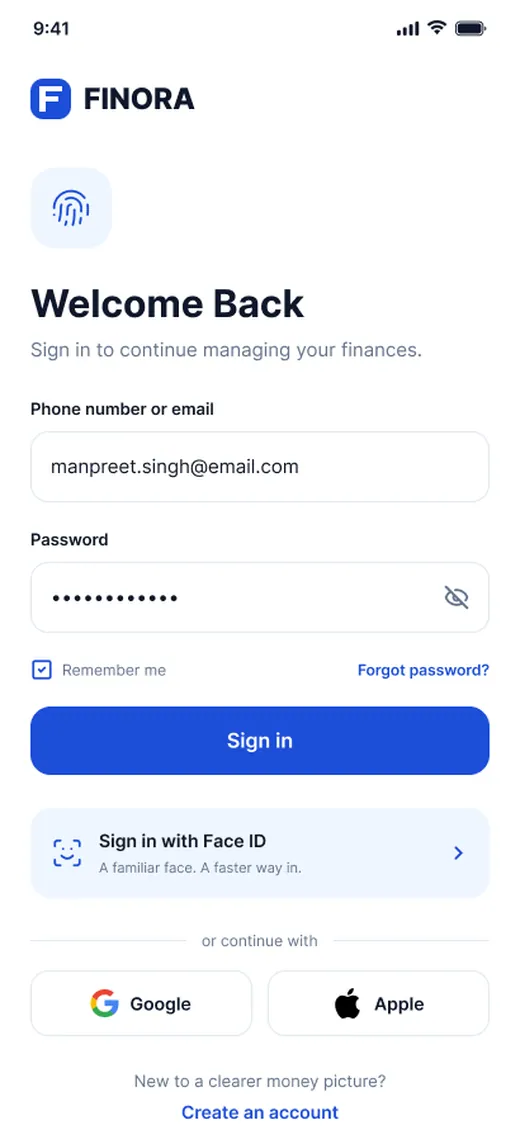 9:41
FINORA
Welcome Back
Sign in to continue managing your finances.
Phone number or email
manpreet.singh@email.com
Password
••••••••••••
Remember me
Forgot password?
Sign in
Sign in with Face ID
A familiar face. A faster way in.
or continue with
Google
Apple
New to a clearer money picture?
Create an account